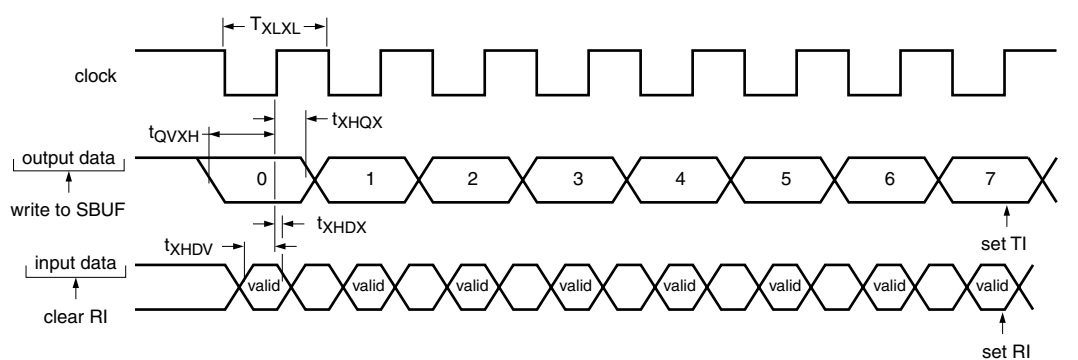 TXLXL
clock
tXHQX
tQVXH
output data
0 1 2 3 4 5 6 7
write to SBUF
tXHDX
set TI
tXHDV
input data
valid valid valid valid valid valid valid valid
clear RI
set RI